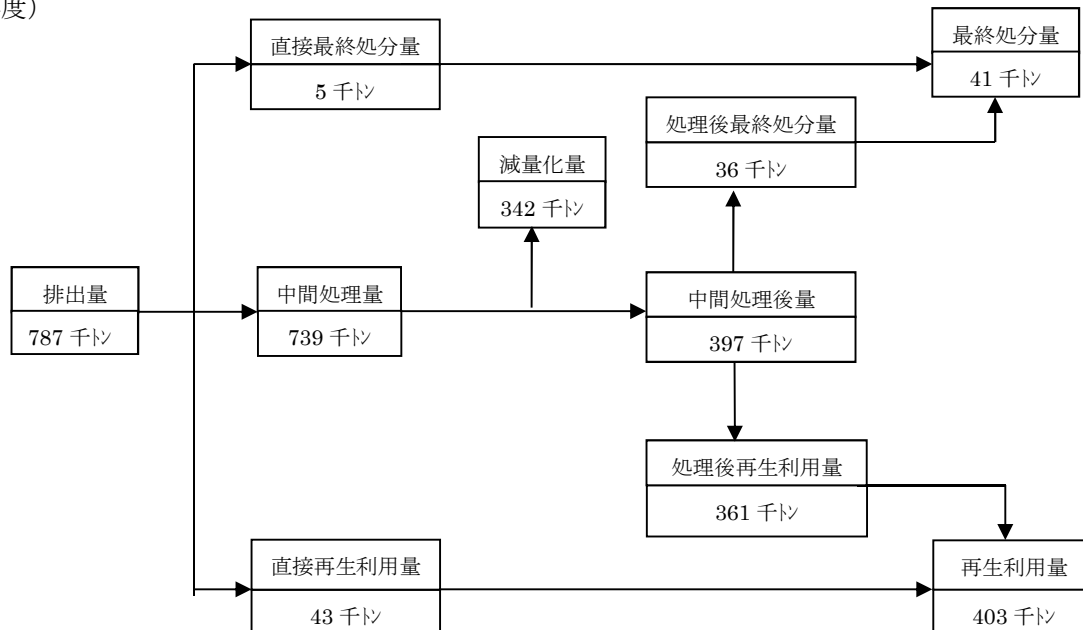 度）
直接最終処分量
5 千トン
最終処分量
41 千トン
処理後最終処分量
36 千トン
減量化量
342 千トン
排出量
787 千トン
中間処理量
739 千トン
中間処理後量
397 千トン
処理後再生利用量
361 千トン
直接再生利用量
43 千トン
再生利用量
403 千トン